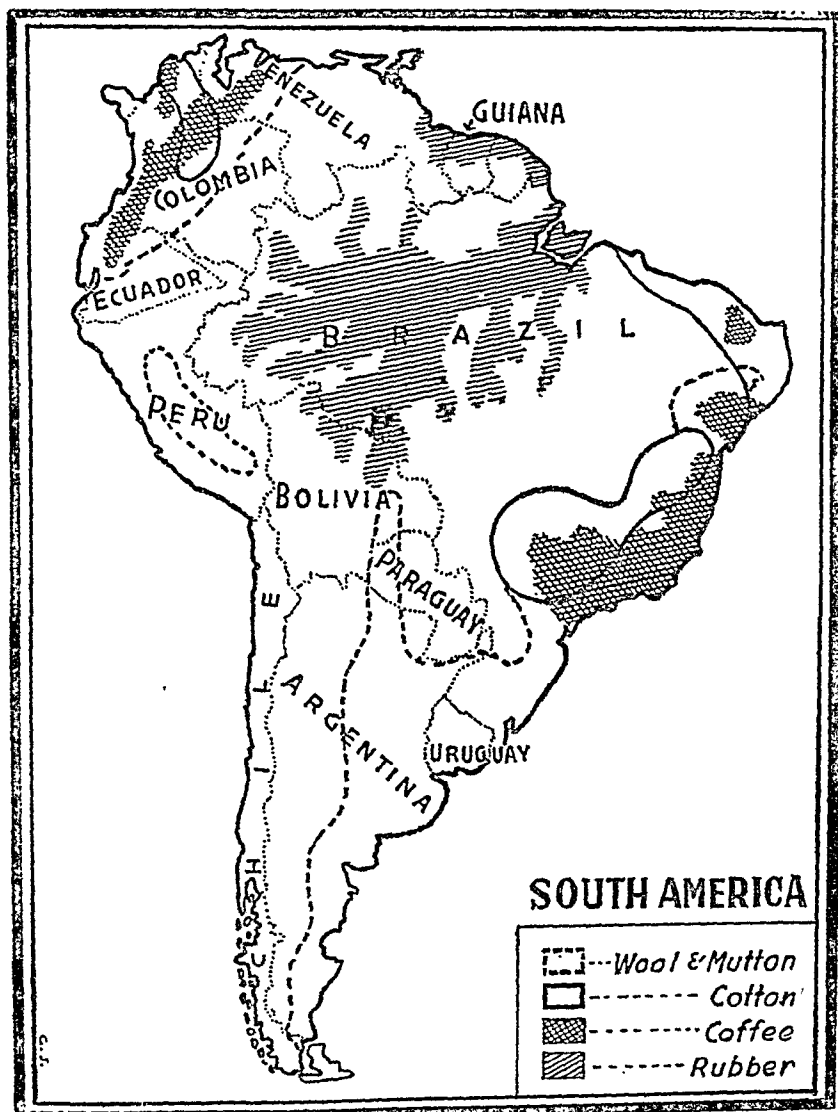 VENEZUELA
GUIANA
COLOMBIA
ECUADOR
BRAZIL
PERU
BOLIVIA
PARAGUAY
CHILE
ARGENTINA
URUGUAY
SOUTH AMERICA
Wool & Mutton
Cotton
Coffee
Rubber